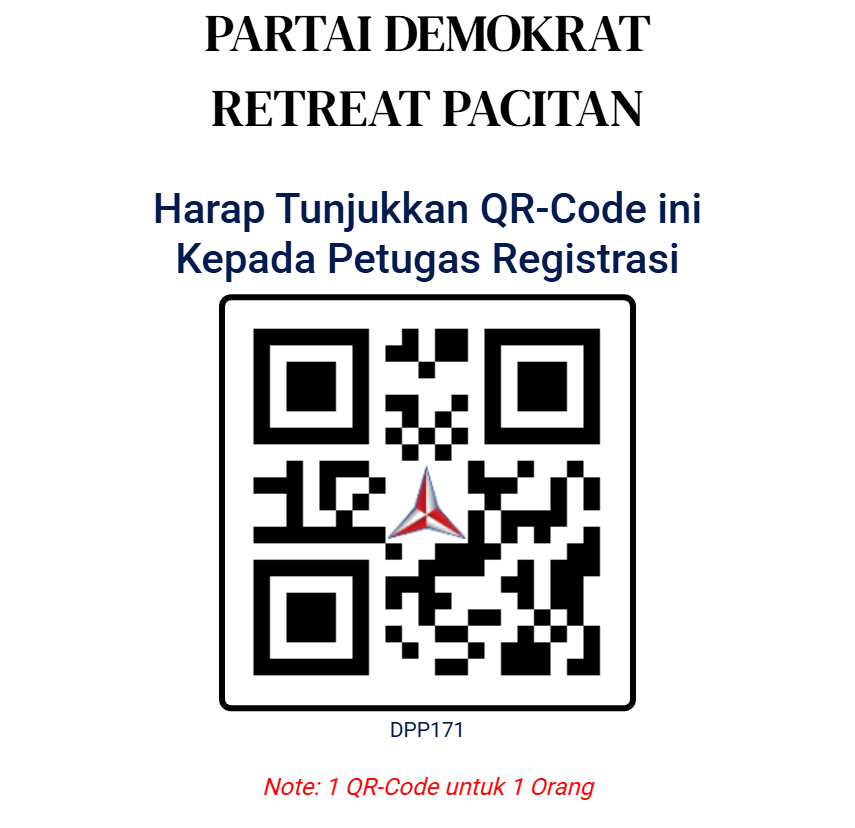 PARTAI DEMOKRAT
RETREAT PACITAN
Harap Tunjukkan QR-Code ini
Kepada Petugas Registrasi
DPP171
Note: 1 QR-Code untuk 1 Orang